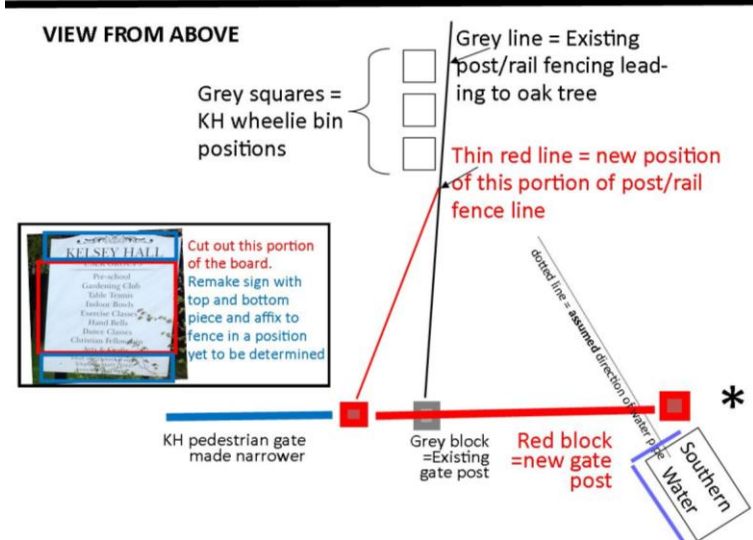 VIEW FROM ABOVE
Grey line = Existing
post/rail fencing lead-
ing to oak tree
Grey squares =
KH wheelie bin
positions
Thin red line = new position
of this portion of post/rail
fence line
KELSEY HALL
Pre-school
Gardening Club
Table Tennis
Indoor Bowls
Exercise Classes
Hand Bells
Dance Classes
Christian Fellowship
Cut out this portion
of the board.
Remake sign with
top and bottom
piece and affix to
fence in a position
yet to be determined
dotted line = assumed direction of water pipe
*
KH pedestrian gate
made narrower
Grey block
=Existing
gate post
Red block
=new gate
post
Southern
Water